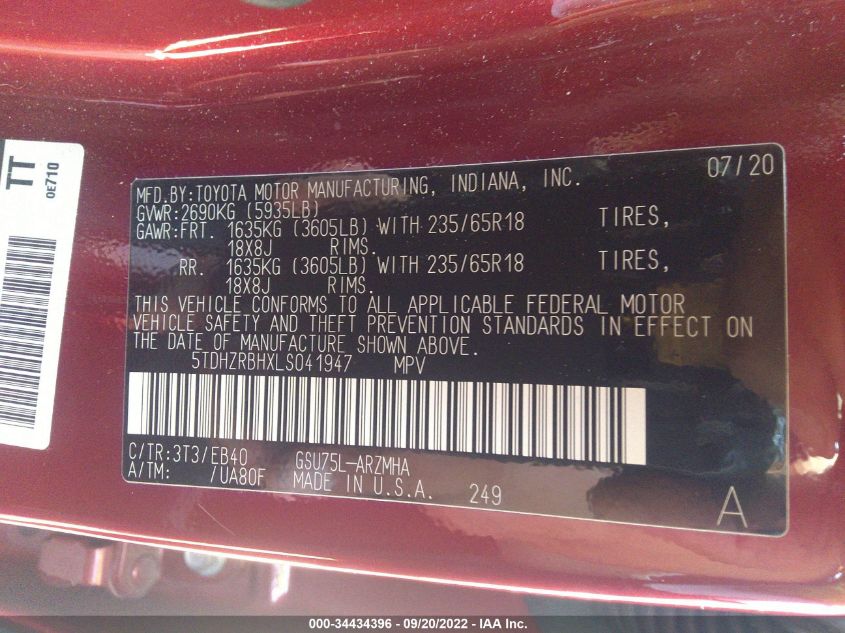 TT
0E710
07/20
MFD.BY:TOYOTA MOTOR MANUFACTURING, INDIANA, INC.
GVWR:2690KG (5935LB)
GAWR:FRT. 1635KG (3605LB) WITH 235/65R18 TIRES,
18X8J RIMS.
RR. 1635KG (3605LB) WITH 235/65R18 TIRES,
18X8J RIMS.
THIS VEHICLE CONFORMS TO ALL APPLICABLE FEDERAL MOTOR
VEHICLE SAFETY AND THEFT PREVENTION STANDARDS IN EFFECT ON
THE DATE OF MANUFACTURE SHOWN ABOVE.
5TDHZRBHXLS041947 MPV
C/TR:3T3/EB40 GSU75L-ARZMHA
A/TM: /UA80F MADE IN U.S.A. 249
A
000-34434396 - 09/20/2022 - IAA Inc.